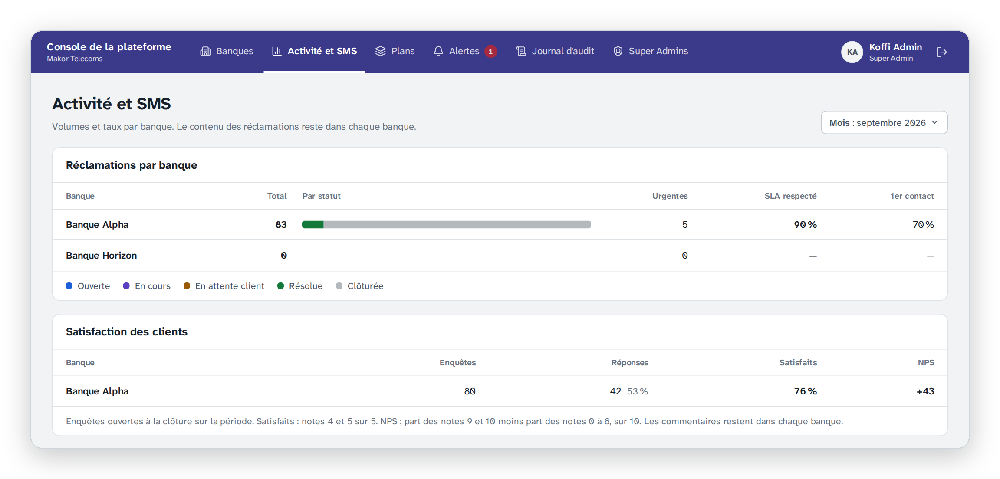 Console de la plateforme
Makor Telecoms
Banques
Activité et SMS
Plans
Alertes 1
Journal d'audit
Super Admins
KA
Koffi Admin
Super Admin
Activité et SMS
Volumes et taux par banque. Le contenu des réclamations reste dans chaque banque.
Mois : septembre 2026
Réclamations par banque
Banque Total Par statut Urgentes SLA respecté 1er contact
Banque Alpha 83 5 90 % 70 %
Banque Horizon 0 0 — —
Ouverte En cours En attente client Résolue Clôturée
Satisfaction des clients
Banque Enquêtes Réponses Satisfaits NPS
Banque Alpha 80 42 53 % 76 % +43
Enquêtes ouvertes à la clôture sur la période. Satisfaits : notes 4 et 5 sur 5. NPS : part des notes 9 et 10 moins part des notes 0 à 6, sur 10. Les commentaires restent dans chaque banque.